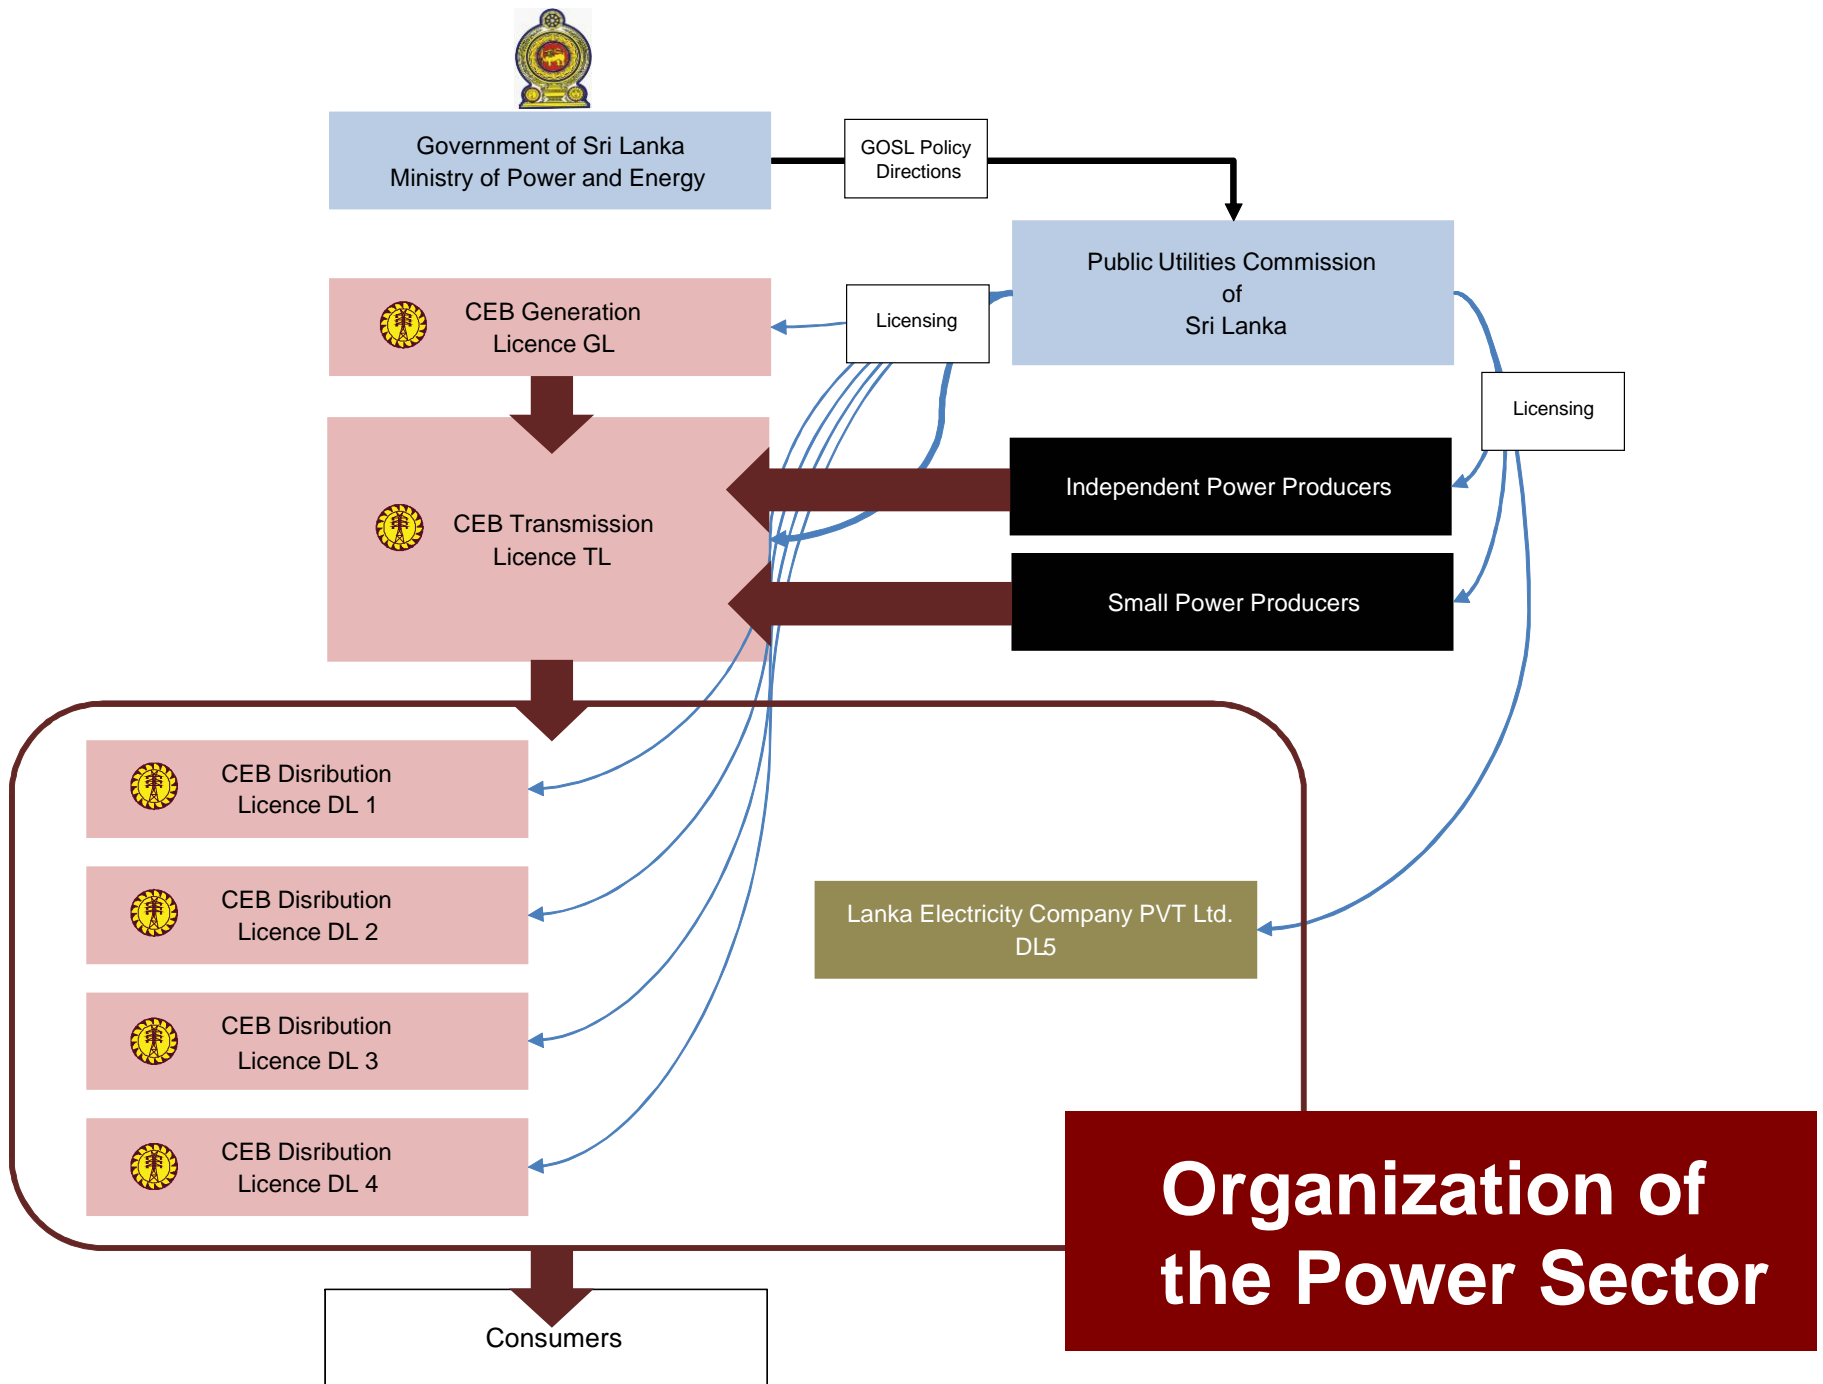 Government of Sri Lanka
Ministry of Power and Energy
GOSL Policy
Directions
Public Utilities Commission
of
Sri Lanka
CEB Generation
Licence GL
Licensing
Licensing
CEB Transmission
Licence TL
Independent Power Producers
Small Power Producers
CEB Disribution
Licence DL 1
CEB Disribution
Licence DL 2
Lanka Electricity Company PVT Ltd.
DL5
CEB Disribution
Licence DL 3
CEB Disribution
Licence DL 4
Organization of
the Power Sector
Consumers